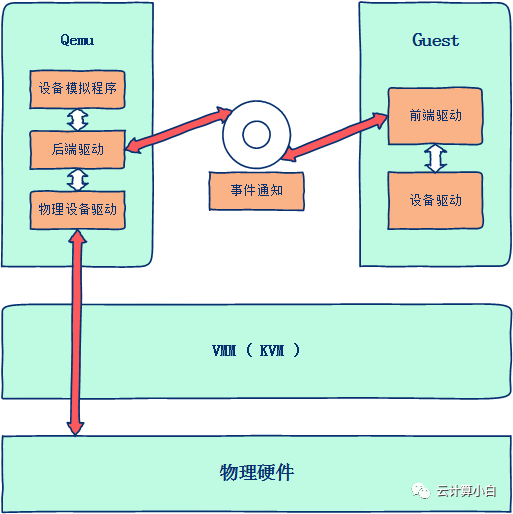 Qemu
设备模拟程序
后端驱动
物理设备驱动
事件通知
Guest
前端驱动
设备驱动
VMM ( KVM )
物理硬件
云计算小白